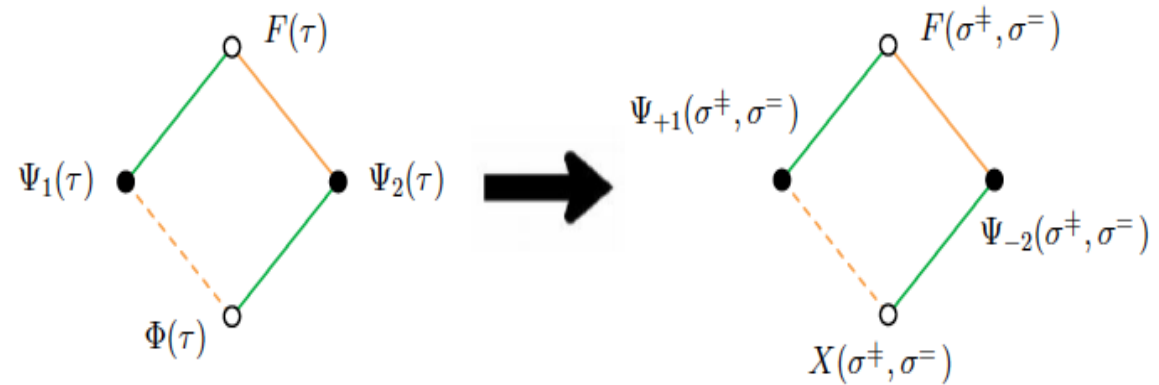 F(τ)
Ψ₁(τ)
Ψ₂(τ)
Φ(τ)
F(σ⁺⁼, σ⁼)
Ψ₊₁(σ⁺⁼, σ⁼)
Ψ₋₂(σ⁺⁼, σ⁼)
X(σ⁺⁼, σ⁼)